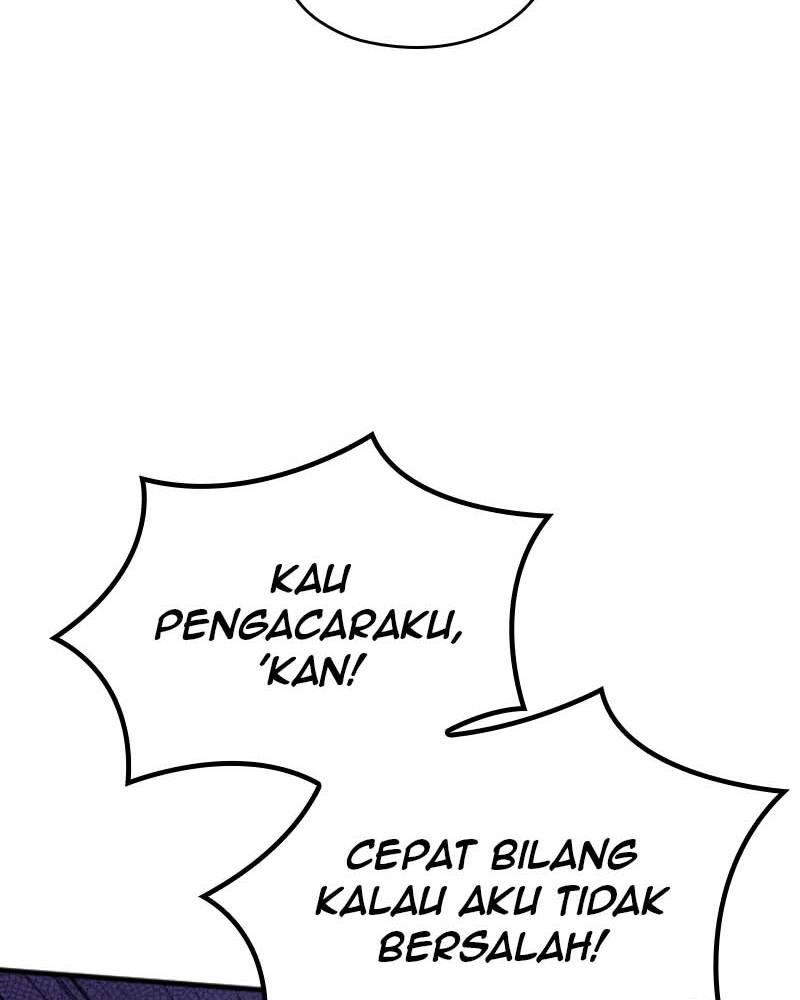 KAU
PENGACARAKU,
'KAN!
CEPAT BILANG
KALAU AKU TIDAK
BERSALAH!